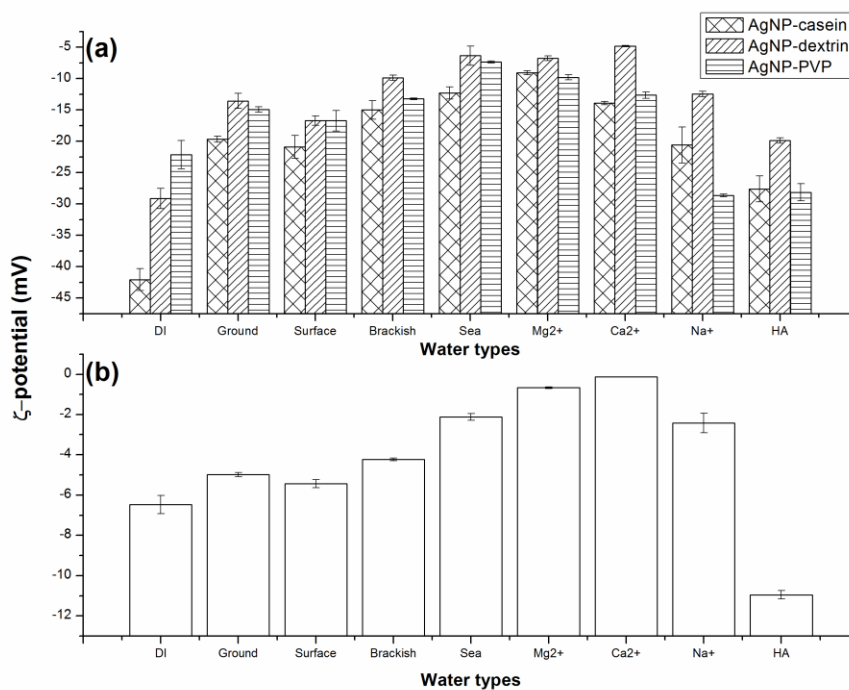 (a)
AgNP-casein
AgNP-dextrin
AgNP-PVP
-5
-10
-15
-20
-25
-30
-35
-40
-45
DI Ground Surface Brackish Sea Mg2+ Ca2+ Na+ HA
Water types
ζ-potential (mV)
(b)
0
-2
-4
-6
-8
-10
-12
DI Ground Surface Brackish Sea Mg2+ Ca2+ Na+ HA
Water types